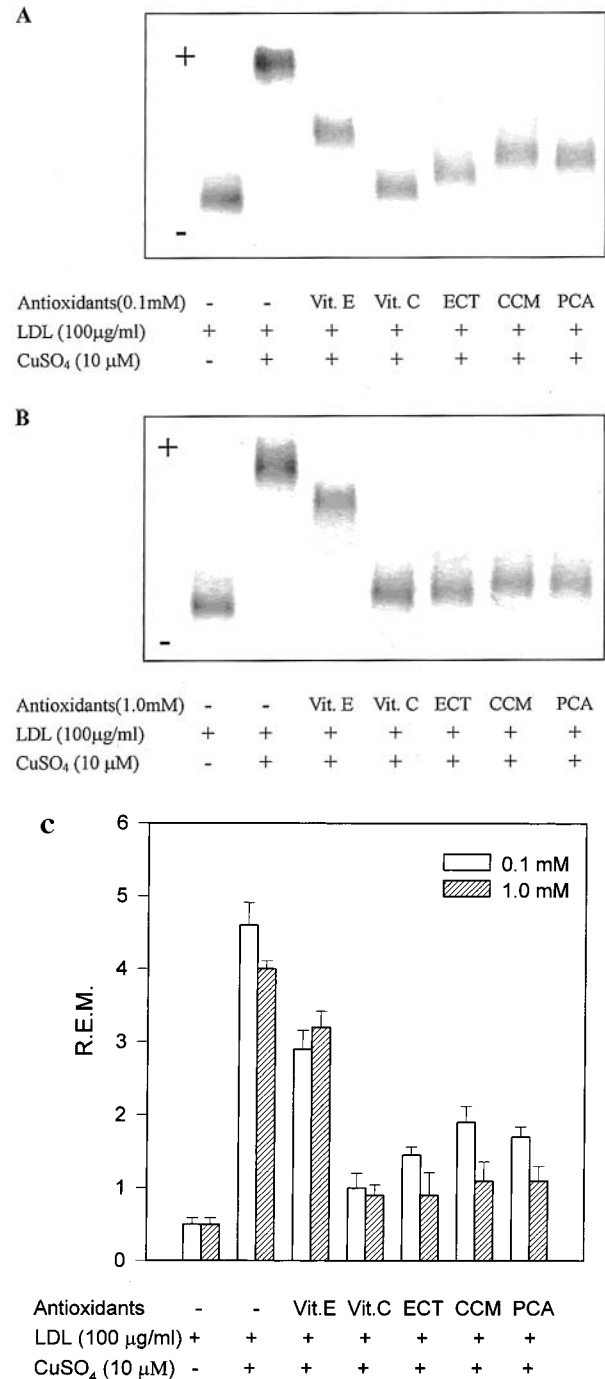 A
+
-
Antioxidants(0.1mM) - - Vit. E Vit. C ECT CCM PCA
LDL (100μg/ml) + + + + + + +
CuSO₄ (10 μM) - + + + + + +
B
+
-
Antioxidants(1.0mM) - - Vit. E Vit. C ECT CCM PCA
LDL (100μg/ml) + + + + + + +
CuSO₄ (10 μM) - + + + + + +
c
6
5
4
3
2
1
0
R.E.M.
0.1 mM
1.0 mM
Antioxidants - - Vit.E Vit.C ECT CCM PCA
LDL (100 μg/ml) + + + + + + +
CuSO₄ (10 μM) - + + + + + +